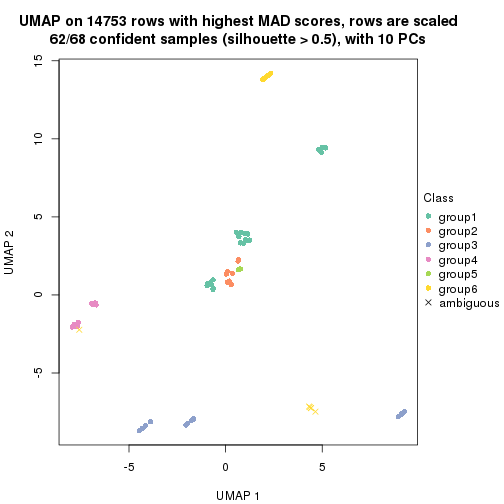 UMAP on 14753 rows with highest MAD scores, rows are scaled
62/68 confident samples (silhouette > 0.5), with 10 PCs
15
10
5
0
-5
UMAP 2
-5
0
5
UMAP 1
Class
group1
group2
group3
group4
group5
group6
ambiguous